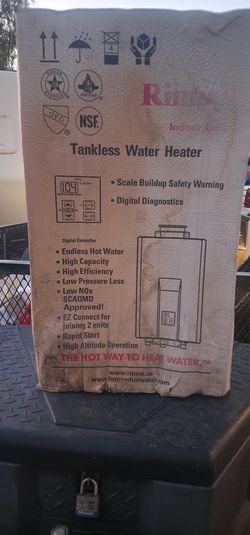 4
Rinnai
Indoor Unit
UPC
NSF.
Tankless Water Heater
104
• Scale Buildup Safety Warning
• Digital Diagnostics
Digital Controller
• Endless Hot Water
• High Capacity
• High Efficiency
• Low Pressure Loss
• Low NOx
SCAQMD
Approved!
• EZ Connect for
joining 2 units
• Rapid Start
• High Altitude Operation
THE HOT WAY TO HEAT WATER.
www.rinnai.us
www.foreverhotwater.com